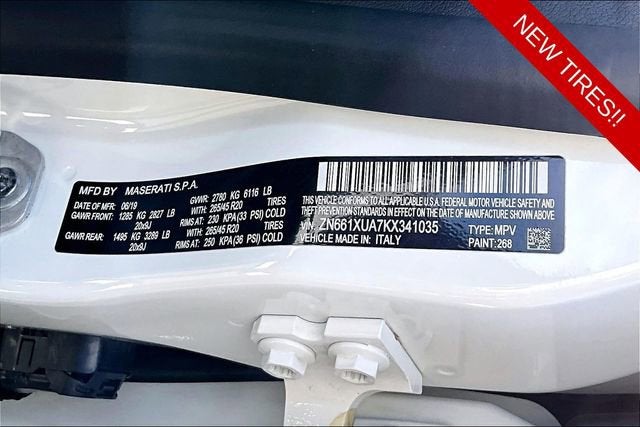 NEW TIRES!!
MFD BY MASERATI S.P.A.
DATE OF MFR: 06/19 GVWR: 2780 KG 6116 LB
GAWR FRONT: 1285 KG 2827 LB WITH: 265/45 R20 TIRES
20x9J RIMS AT: 230 KPA (33 PSI) COLD
GAWR REAR: 1495 KG 3289 LB WITH: 265/45 R20 TIRES
20x9J RIMS AT: 250 KPA (36 PSI) COLD
THIS VEHICLE CONFORMS TO ALL APPLICABLE U.S.A. FEDERAL MOTOR VEHICLE SAFETY AND
THEFT PREVENTION STANDARDS IN EFFECT ON THE DATE OF MANUFACTURE SHOWN ABOVE.
VIN: ZN661XUA7KX341035 TYPE: MPV
VEHICLE MADE IN: ITALY PAINT: 268